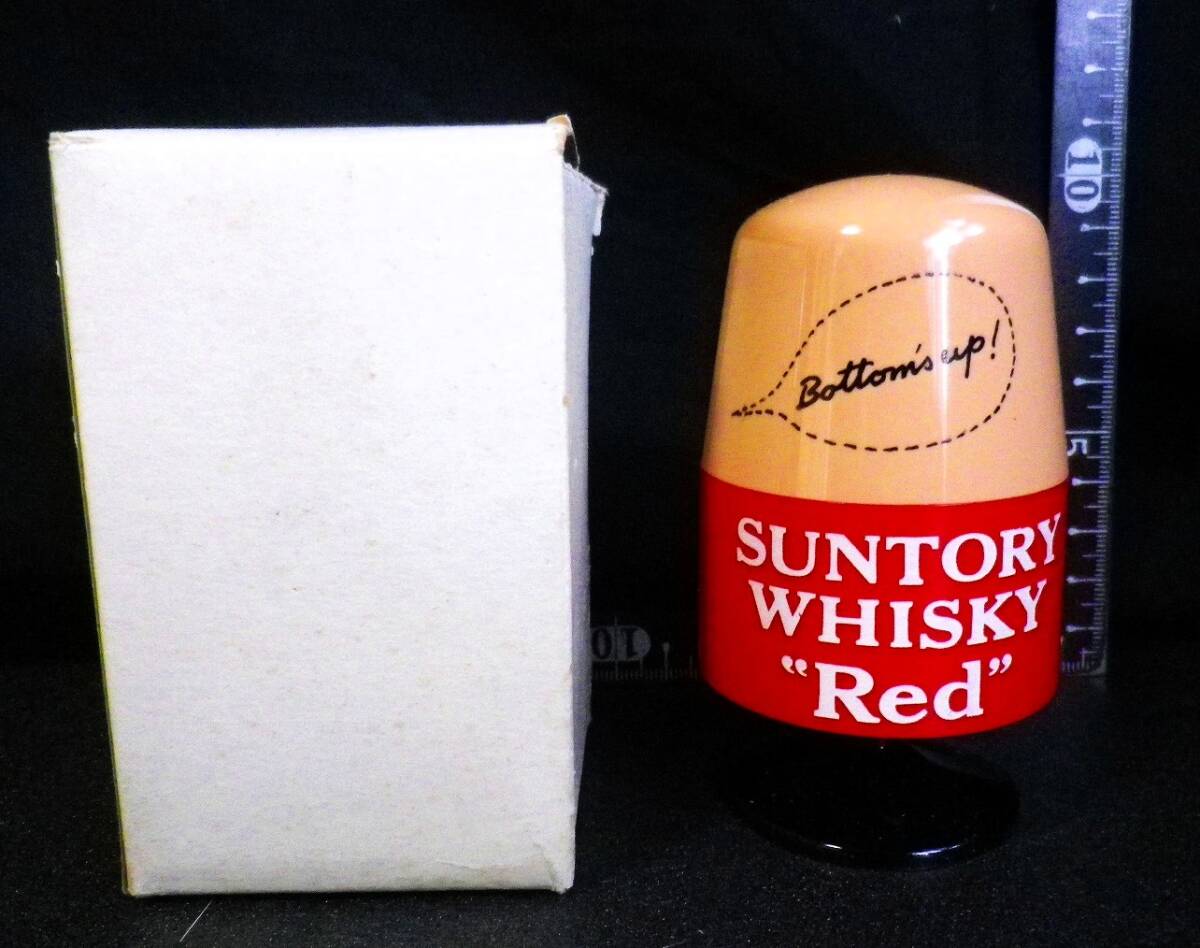 Bottom's up!
SUNTORY
WHISKY
“Red”
10
5
10